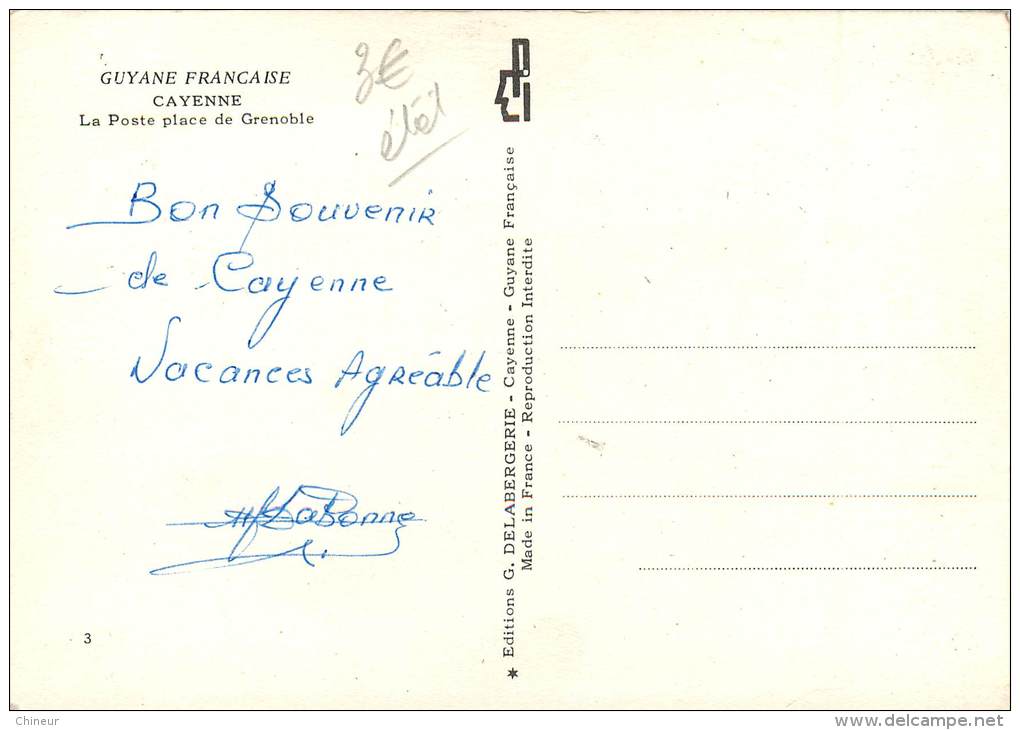 GUYANE FRANCAISE
CAYENNE
La Poste place de Grenoble
3€
Bon Souvenir
de Cayenne
Vacances Agréable
LaBonne
3
Editions G. DELABERGERIE - Cayenne - Guyane Française
Made in France - Reproduction Interdite
Chineur
www.delcampe.net